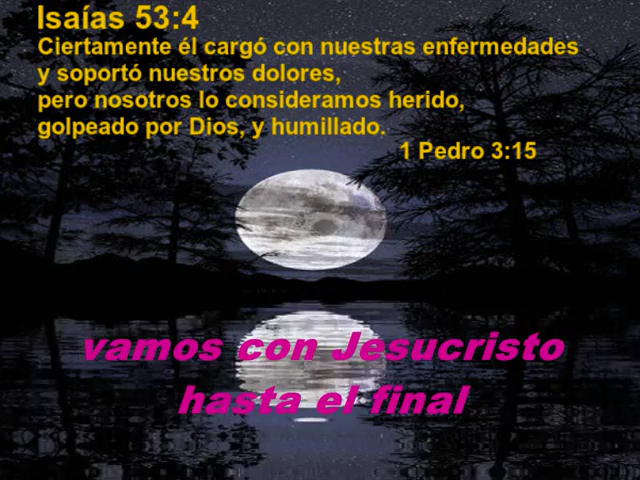 Isaías 53:4
Ciertamente él cargó con nuestras enfermedades
y soportó nuestros dolores,
pero nosotros lo consideramos herido,
golpeado por Dios, y humillado.
1 Pedro 3:15
vamos con Jesucristo
hasta el final